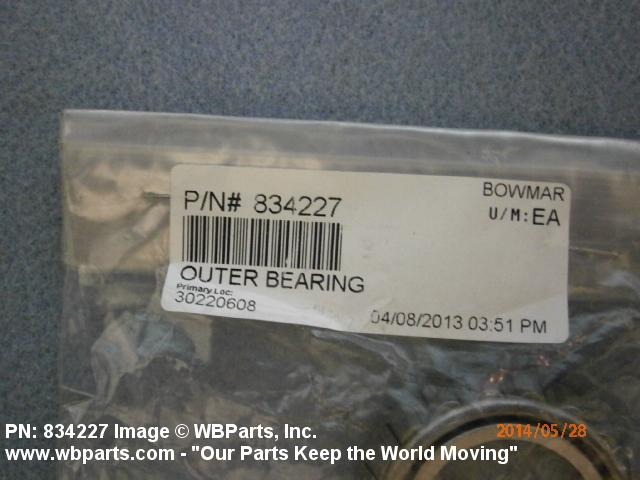 BOWMAR
P/N# 834227
U/M: EA
OUTER BEARING
Primary Loc:
30220608
04/08/2013 03:51 PM
2014/05/28
PN: 834227 Image © WBParts, Inc.
www.wbparts.com - "Our Parts Keep the World Moving"